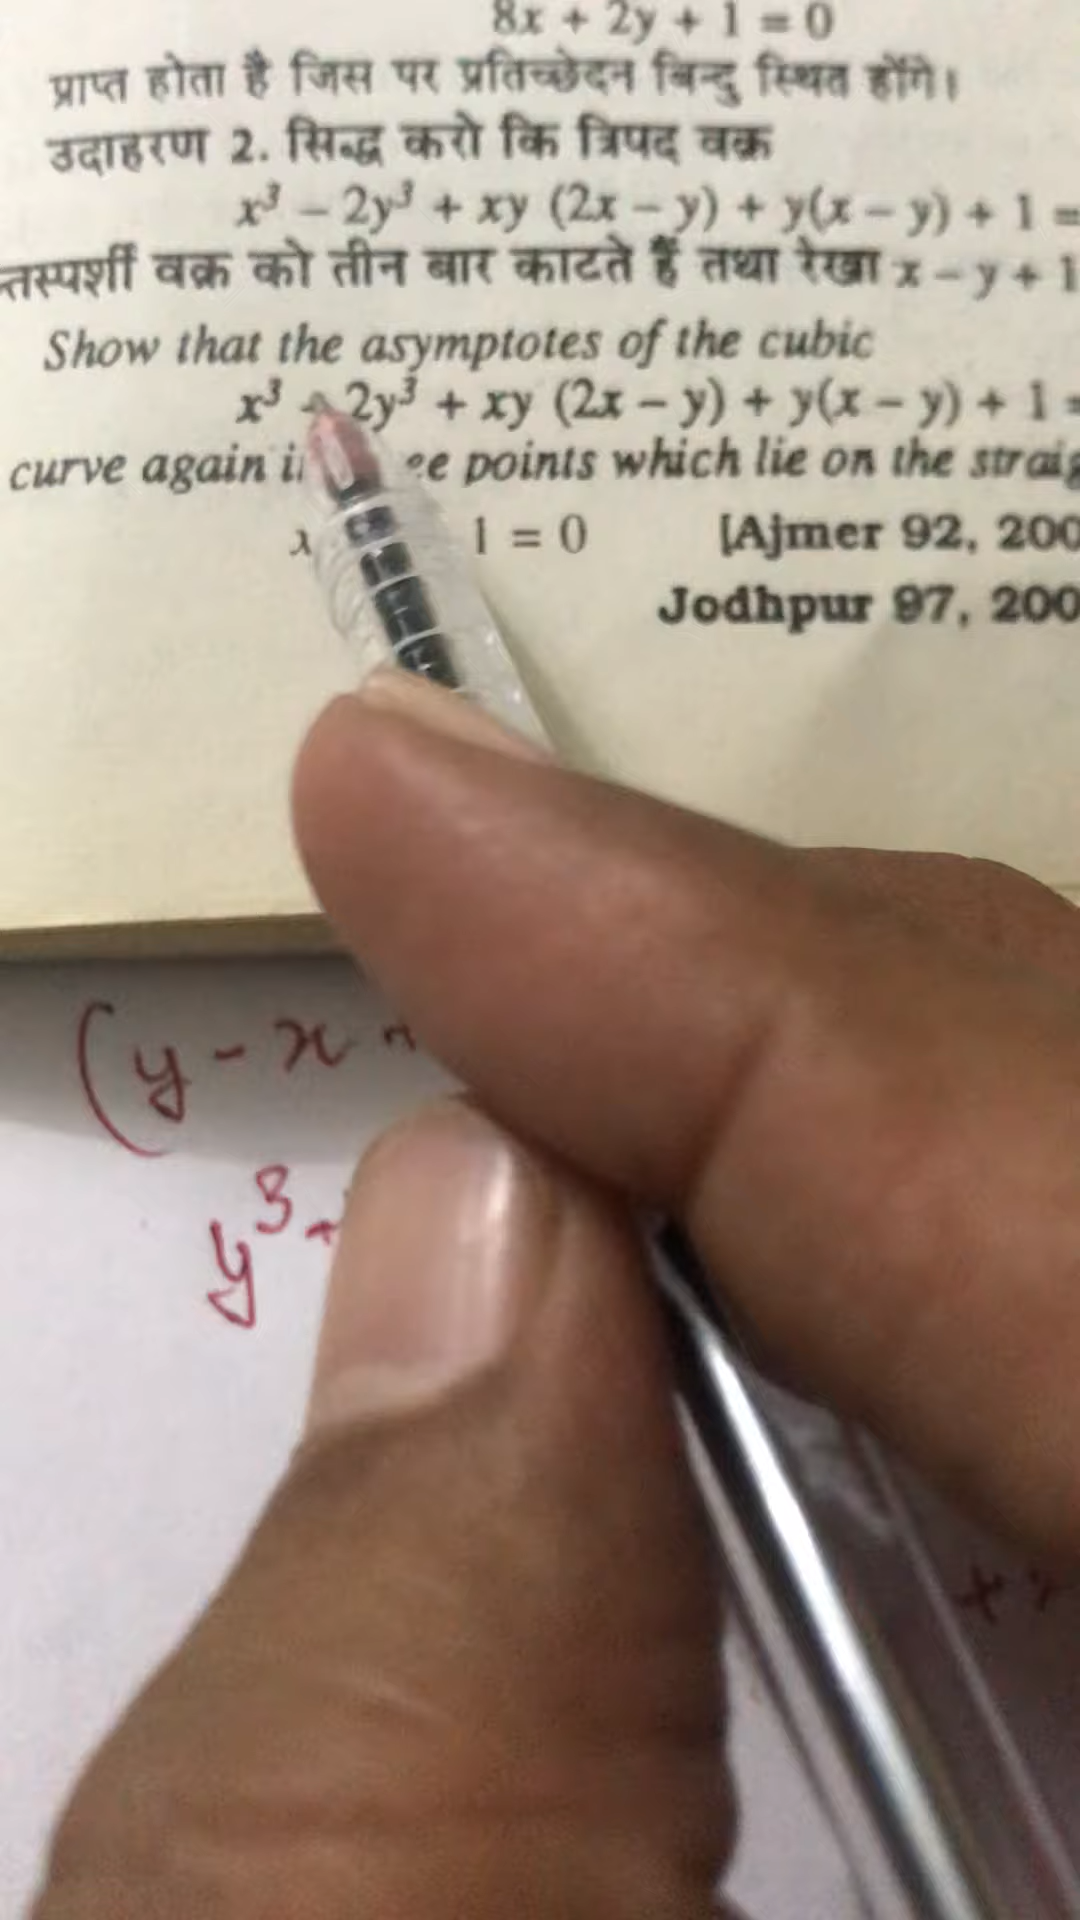 8x + 2y + 1 = 0
प्राप्त होता है जिस पर प्रतिच्छेदन बिन्दु स्थित होंगे।
उदाहरण 2. सिद्ध करो कि त्रिपद वक्र
x³ – 2y³ + xy (2x – y) + y(x – y) + 1 =
न्तस्पर्शी वक्र को तीन बार काटते हैं तथा रेखा x – y + 1
Show that the asymptotes of the cubic
x³ – 2y³ + xy (2x – y) + y(x – y) + 1 =
curve again points which lie on the
1 = 0 [Ajmer 92, 200
Jodhpur 97, 200
(y - x
y³ +